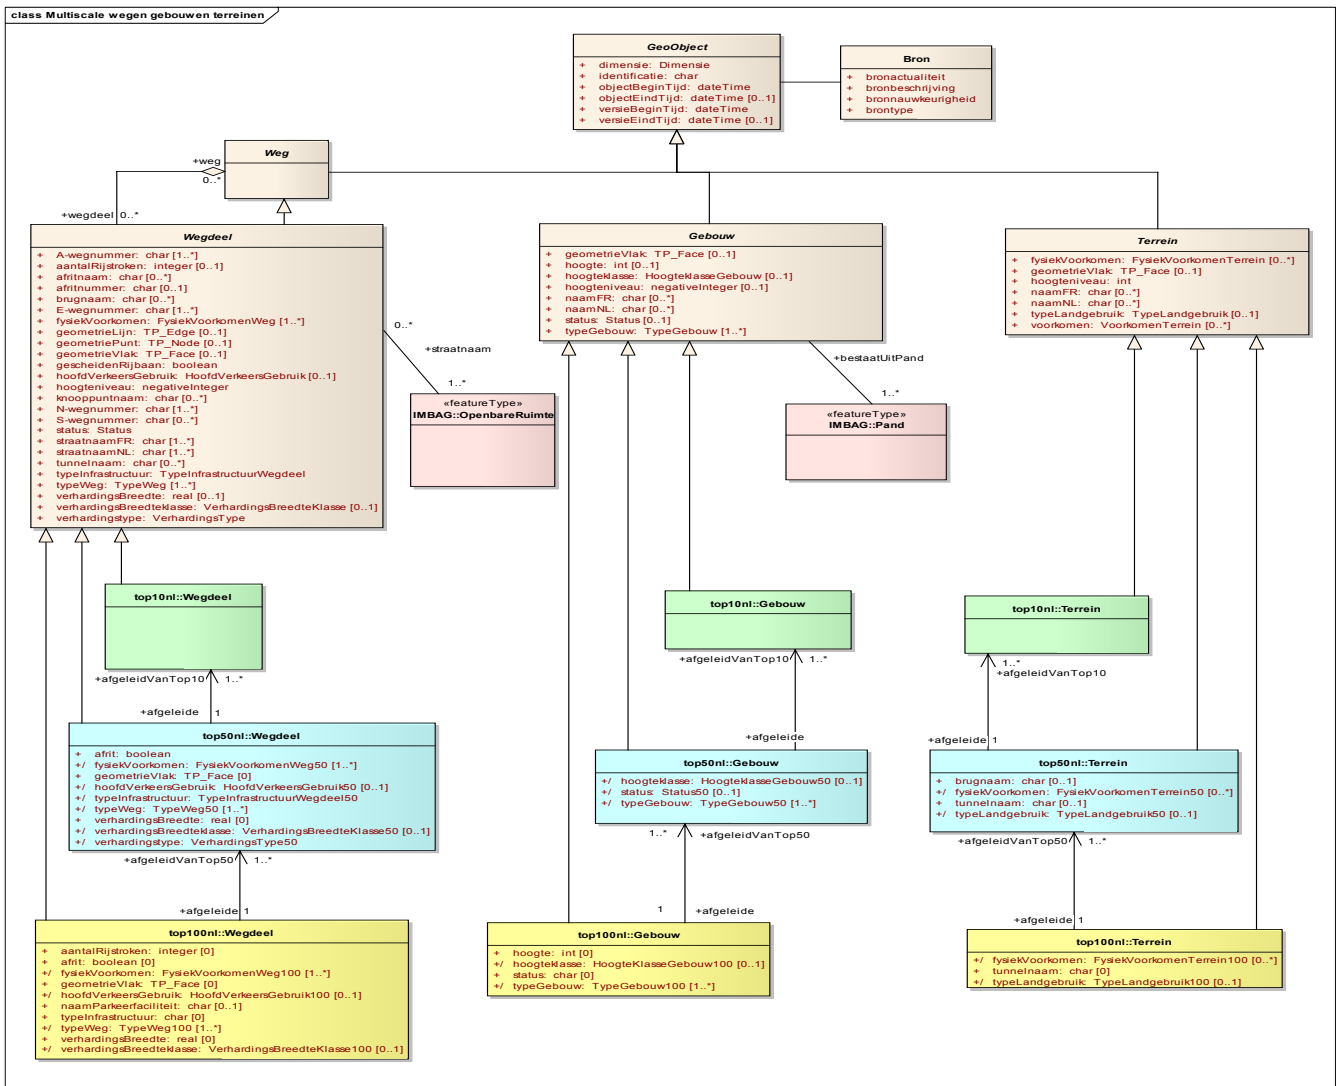 class Multiscale wegen gebouwen terreinen
GeoObject
+ dimensie: Dimensie
+ identificatie: char
+ objectBeginTijd: dateTime
+ objectEindTijd: dateTime [0..1]
+ versieBeginTijd: dateTime
+ versieEindTijd: dateTime [0..1]
Bron
+ bronactualiteit
+ bronbeschrijving
+ bronnauwkeurigheid
+ brontype
Weg
+weg
0..*
+wegdeel 0..*
Wegdeel
+ A-wegnummer: char [1..*]
+ aantalRijstroken: integer [0..1]
+ afritnaam: char [0..*]
+ afritnummer: char [0..1]
+ brugnaam: char [0..*]
+ E-wegnummer: char [1..*]
+ fysiekVoorkomen: FysiekVoorkomenWeg [1..*]
+ geometrieLijn: TP_Edge [0..1]
+ geometriePunt: TP_Node [0..1]
+ geometrieVlak: TP_Face [0..1]
+ gescheidenRijbaan: boolean
+ hoofdVerkeersGebruik: HoofdVerkeersGebruik [0..1]
+ hoogteniveau: negativeInteger
+ knooppuntnaam: char [0..*]
+ N-wegnummer: char [1..*]
+ S-wegnummer: char [0..*]
+ status: Status
+ straatnaamFR: char [1..*]
+ straatnaamNL: char [1..*]
+ tunnelnaam: char [0..*]
+ typeInfrastructuur: TypeInfrastructuurWegdeel
+ typeWeg: TypeWeg [1..*]
+ verhardingsBreedte: real [0..1]
+ verhardingsBreedteklasse: VerhardingsBreedteKlasse [0..1]
+ verhardingstype: VerhardingsType
0..*
+straatnaam
1..*
«featureType»
IMBAG::OpenbareRuimte
Gebouw
+ geometrieVlak: TP_Face [0..1]
+ hoogte: int [0..1]
+ hoogteklasse: HoogteklasseGebouw [0..1]
+ hoogteniveau: negativeInteger [0..1]
+ naamFR: char [0..*]
+ naamNL: char [0..*]
+ status: Status [0..1]
+ typeGebouw: TypeGebouw [1..*]
+bestaatUitPand
1..*
«featureType»
IMBAG::Pand
Terrein
+ fysiekVoorkomen: FysiekVoorkomenTerrein [0..*]
+ geometrieVlak: TP_Face [0..1]
+ hoogteniveau: int
+ naamFR: char [0..*]
+ naamNL: char [0..*]
+ typeLandgebruik: TypeLandgebruik [0..1]
+ voorkomen: VoorkomenTerrein [0..*]
top10nl::Wegdeel
+afgeleidVanTop10 1..*
+afgeleide 1
top50nl::Wegdeel
+ afrit: boolean
+/ fysiekVoorkomen: FysiekVoorkomenWeg50 [1..*]
+ geometrieVlak: TP_Face [0]
+/ hoofdVerkeersGebruik: HoofdVerkeersGebruik50 [0..1]
+/ typeInfrastructuur: TypeInfrastructuurWegdeel50
+/ typeWeg: TypeWeg50 [1..*]
+ verhardingsBreedte: real [0]
+/ verhardingsBreedteklasse: VerhardingsBreedteKlasse50 [0..1]
+/ verhardingstype: VerhardingsType50
+afgeleidVanTop50 1..*
+afgeleide 1
top100nl::Wegdeel
+ aantalRijstroken: integer [0]
+ afrit: boolean [0]
+/ fysiekVoorkomen: FysiekVoorkomenWeg100 [1..*]
+ geometrieVlak: TP_Face [0]
+/ hoofdVerkeersGebruik: HoofdVerkeersGebruik100 [0..1]
+ naamParkeerfaciliteit: char [0..1]
+ typeInfrastructuur: char [0]
+/ typeWeg: TypeWeg100 [1..*]
+ verhardingsBreedte: real [0]
+/ verhardingsBreedteklasse: VerhardingsBreedteKlasse100 [0..1]
top10nl::Gebouw
+afgeleidVanTop10 1..*
+afgeleide
top50nl::Gebouw
+/ hoogteklasse: HoogteklasseGebouw50 [0..1]
+/ status: Status50 [0..1]
+/ typeGebouw: TypeGebouw50 [1..*]
1..* +afgeleidVanTop50
1 +afgeleide
top100nl::Gebouw
+ hoogte: int [0]
+/ hoogteklasse: HoogteKlasseGebouw100 [0..1]
+ status: char [0]
+/ typeGebouw: TypeGebouw100 [1..*]
top10nl::Terrein
1..*
+afgeleidVanTop10
+afgeleide 1
top50nl::Terrein
+ brugnaam: char [0..1]
+/ fysiekVoorkomen: FysiekVoorkomenTerrein50 [0..*]
+ tunnelnaam: char [0..1]
+/ typeLandgebruik: TypeLandgebruik50 [0..1]
+afgeleidVanTop50 1..*
+afgeleide 1
top100nl::Terrein
+/ fysiekVoorkomen: FysiekVoorkomenTerrein100 [0..*]
+ tunnelnaam: char [0]
+/ typeLandgebruik: TypeLandgebruik100 [0..1]